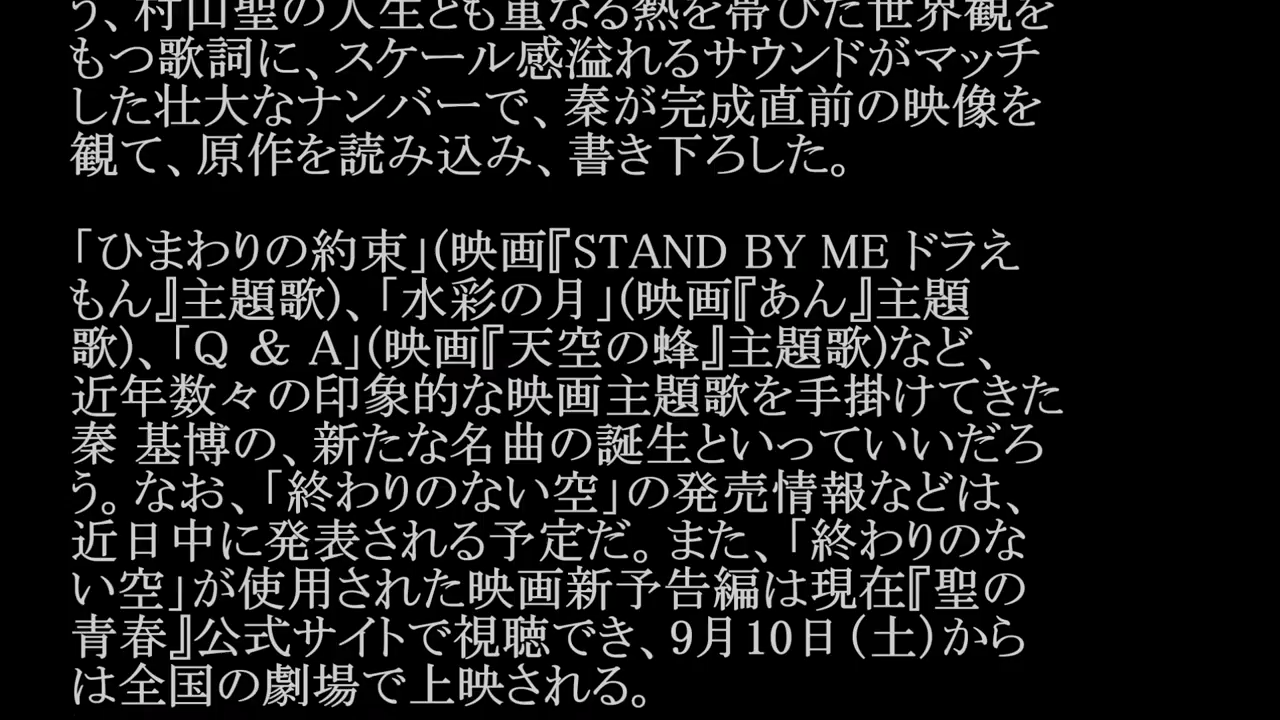 う、村山聖の人生とも重なる熱を帯びた世界観を
もつ歌詞に、スケール感溢れるサウンドがマッチ
した壮大なナンバーで、秦が完成直前の映像を
観て、原作を読み込み、書き下ろした。
「ひまわりの約束」(映画『STAND BY ME ドラえ
もん』主題歌)、「水彩の月」(映画『あん』主題
歌)、「Q & A」(映画『天空の蜂』主題歌)など、
近年数々の印象的な映画主題歌を手掛けてきた
秦 基博の、新たな名曲の誕生といっていいだろ
う。なお、「終わりのない空」の発売情報などは、
近日中に発表される予定だ。また、「終わりのな
い空」が使用された映画新予告編は現在『聖の
青春』公式サイトで視聴でき、9月10日(土)から
は全国の劇場で上映される。